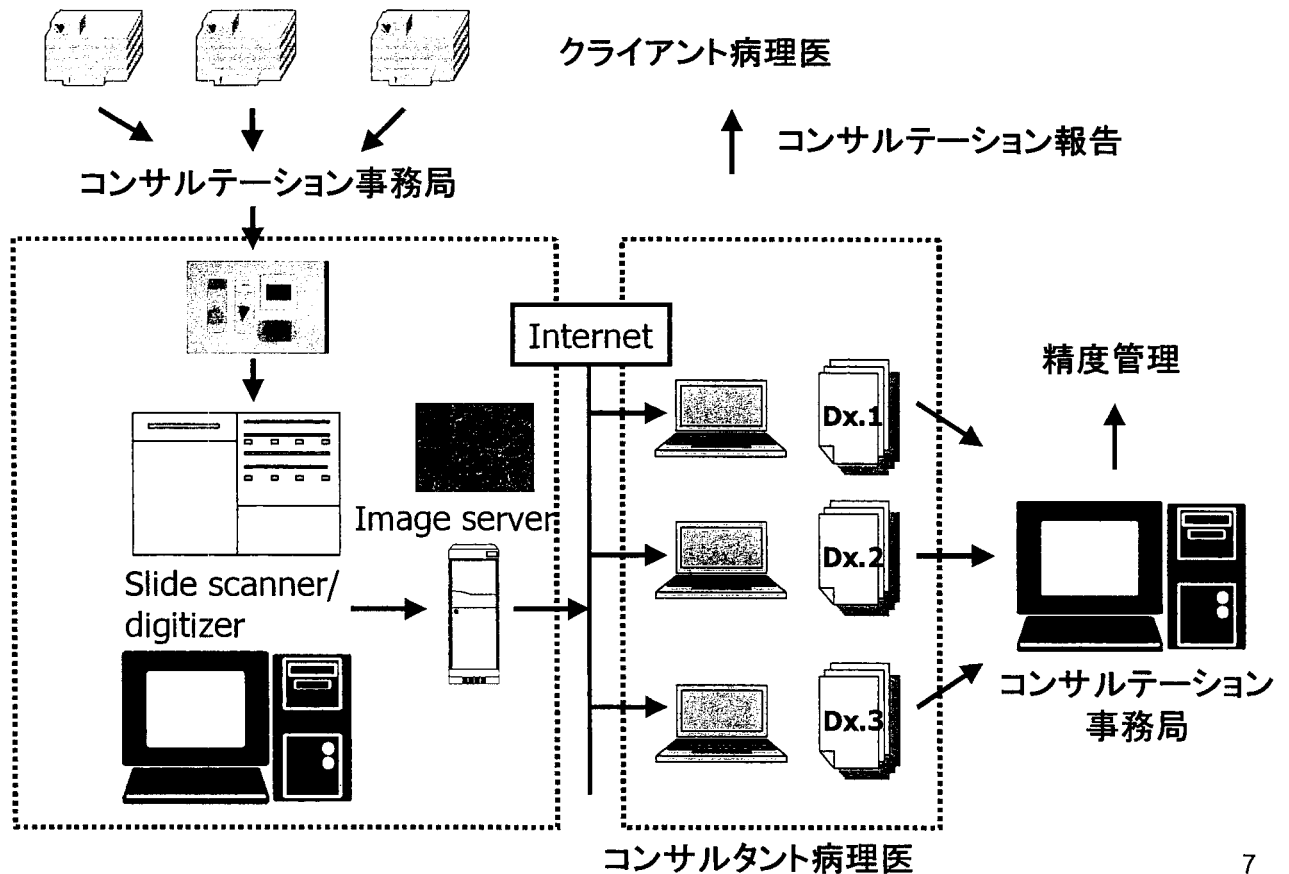 クライアント病理医
コンサルテーション報告
コンサルテーション事務局
Internet
Image server
Slide scanner/
digitizer
Dx.1
Dx.2
Dx.3
精度管理
コンサルテーション
事務局
コンサルタント病理医
7